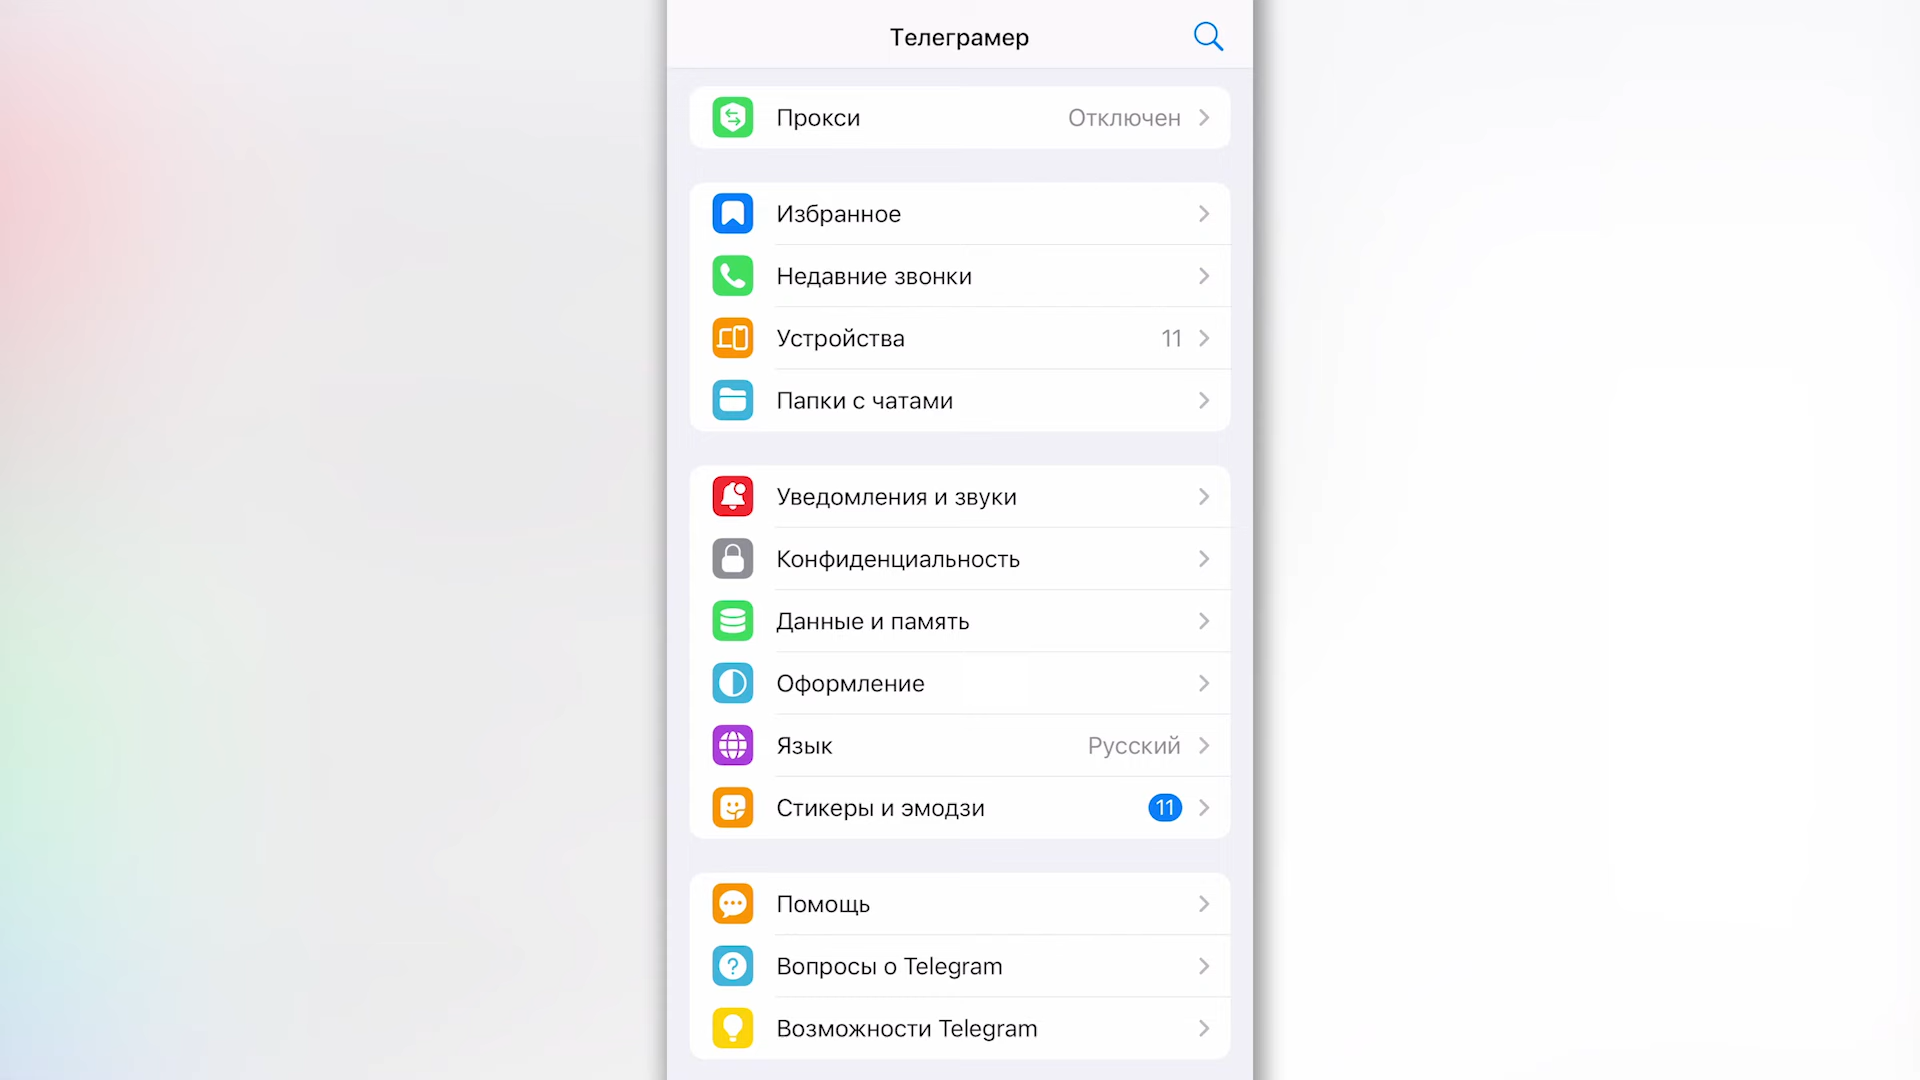 Телеграмер
Прокси Отключен
Избранное
Недавние звонки
Устройства 11
Папки с чатами
Уведомления и звуки
Конфиденциальность
Данные и память
Оформление
Язык Русский
Стикеры и эмодзи 11
Помощь
Вопросы о Telegram
Возможности Telegram